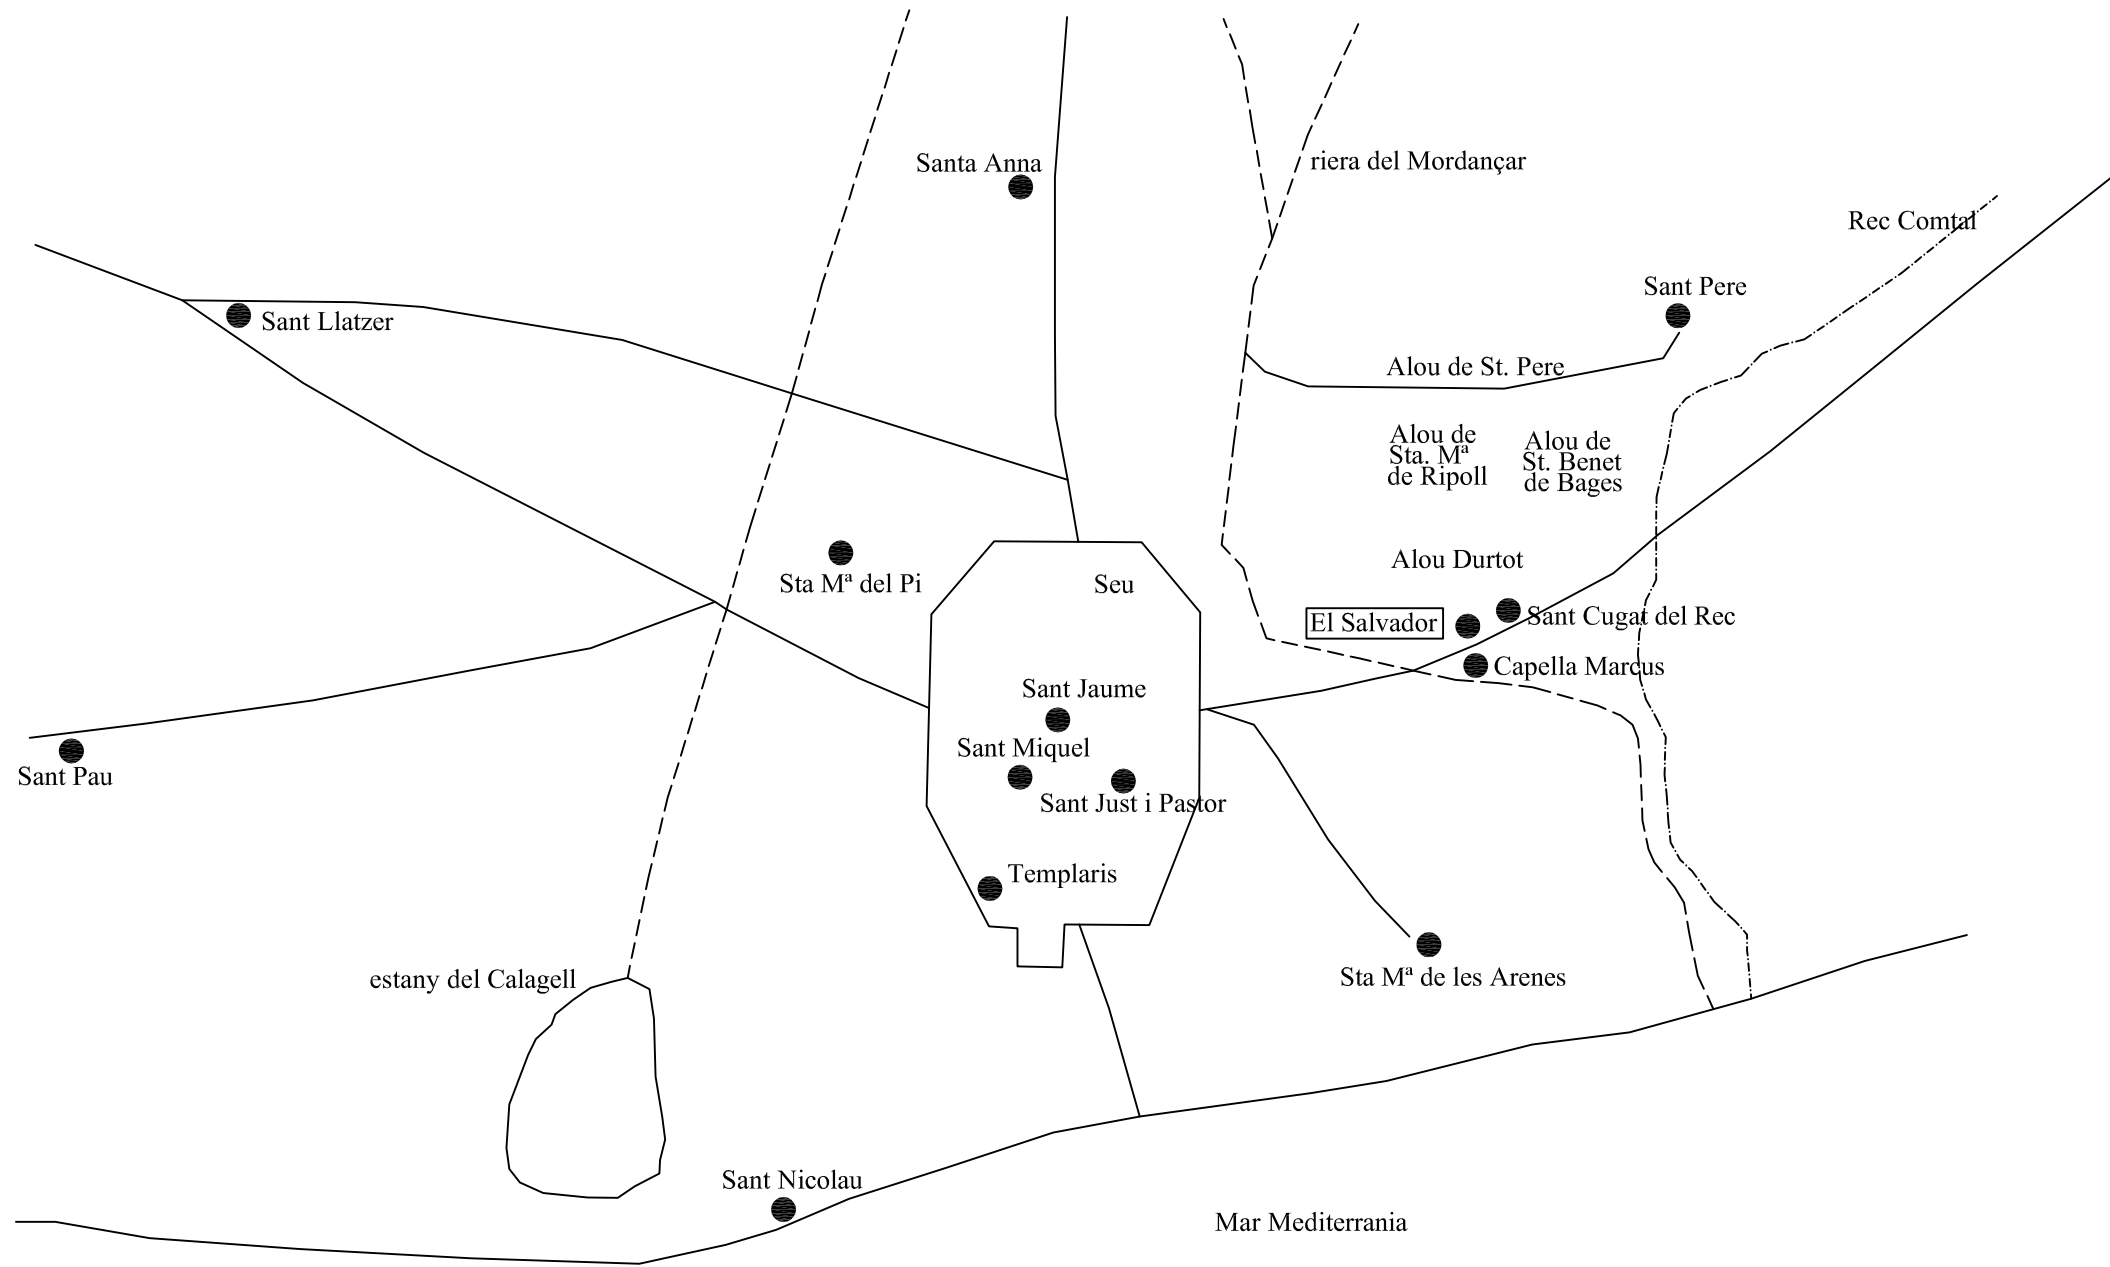 Santa Anna
riera del Mordançar
Rec Comtal
Sant Pere
Sant Llatzer
Alou de St. Pere
Alou de
Sta. Mª
de Ripoll
Alou de
St. Benet
de Bages
Alou Durtot
Sta Mª del Pi
Seu
El Salvador
Sant Cugat del Rec
Capella Marcus
Sant Jaume
Sant Miquel
Sant Pau
Sant Just i Pastor
Templaris
estany del Calagell
Sta Mª de les Arenes
Sant Nicolau
Mar Mediterrania